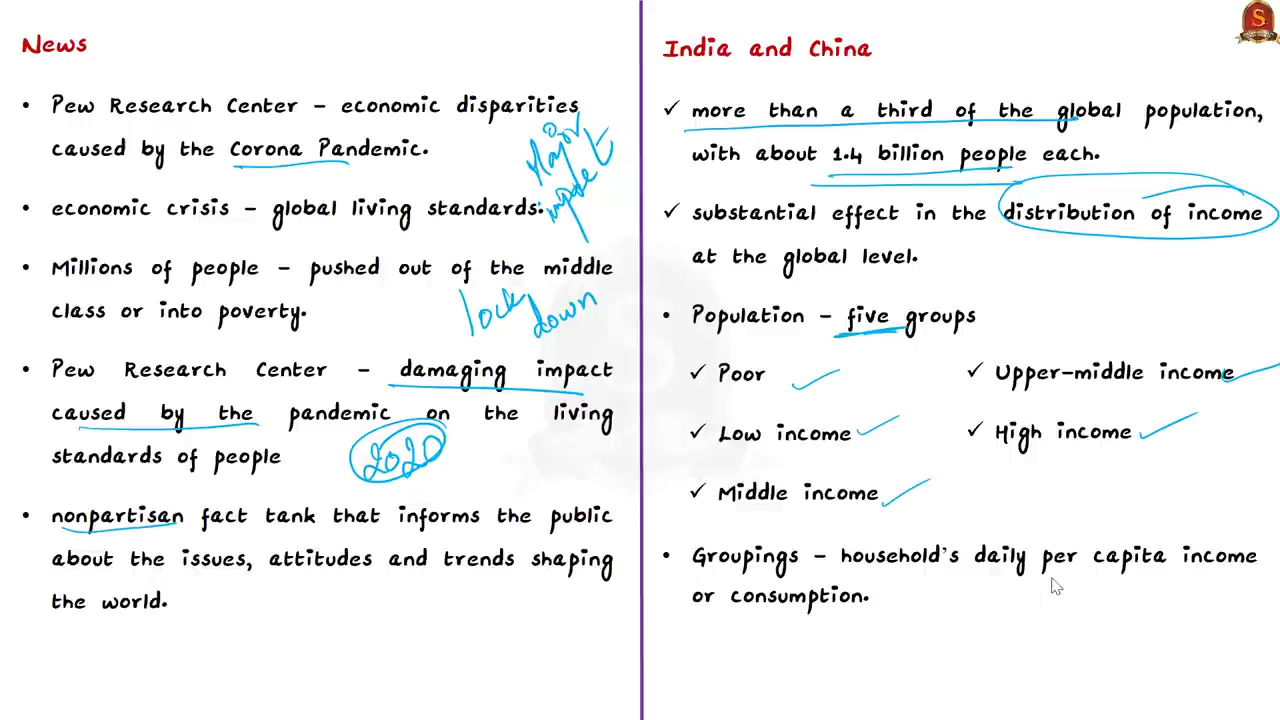 News
• Pew Research Center – economic disparities
caused by the Corona Pandemic.
Major
impact
• economic crisis – global living standards.
• Millions of people – pushed out of the middle
class or into poverty.
lock
down
• Pew Research Center – damaging impact
caused by the pandemic on the living
standards of people
2020
• nonpartisan fact tank that informs the public
about the issues, attitudes and trends shaping
the world.
India and China
✓ more than a third of the global population,
with about 1.4 billion people each.
✓ substantial effect in the distribution of income
at the global level.
• Population – five groups
✓ Poor
✓ Low income
✓ Middle income
✓ Upper-middle income
✓ High income
• Groupings – household's daily per capita income
or consumption.
S